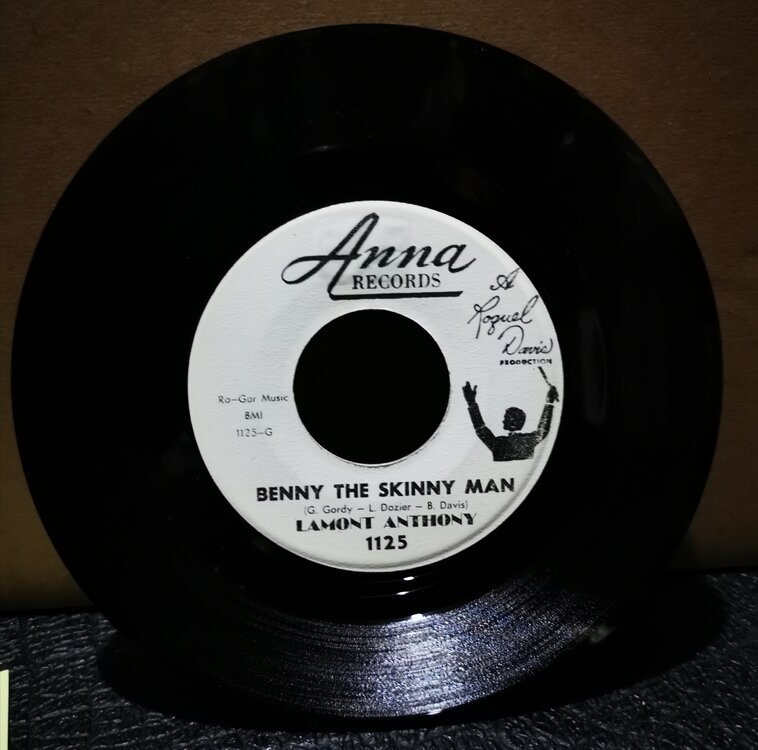 Anna
RECORDS
A
Roquel
Davis
PRODUCTION
Ro-Gor Music
BMI
1125-G
BENNY THE SKINNY MAN
(G. Gordy - L. Dozier - B. Davis)
LAMONT ANTHONY
1125